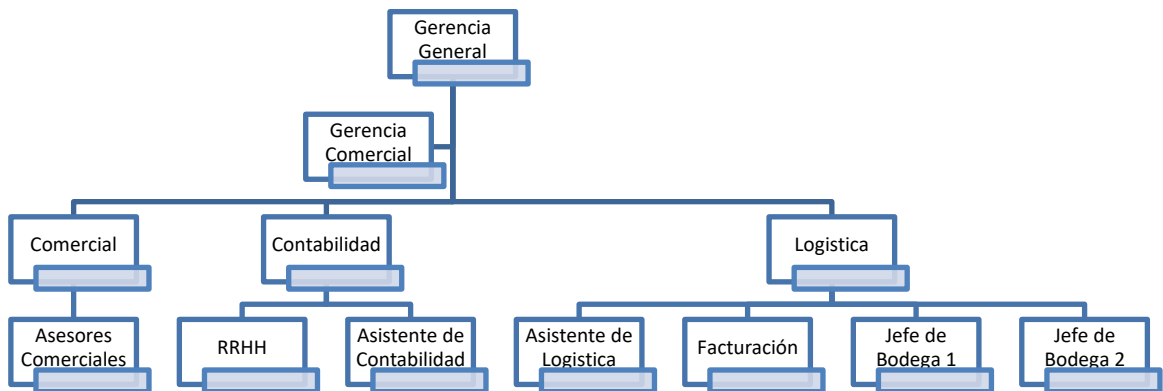 Gerencia
General
Gerencia
Comercial
Comercial
Contabilidad
Logistica
Asesores
Comerciales
RRHH
Asistente de
Contabilidad
Asistente de
Logistica
Facturación
Jefe de
Bodega 1
Jefe de
Bodega 2